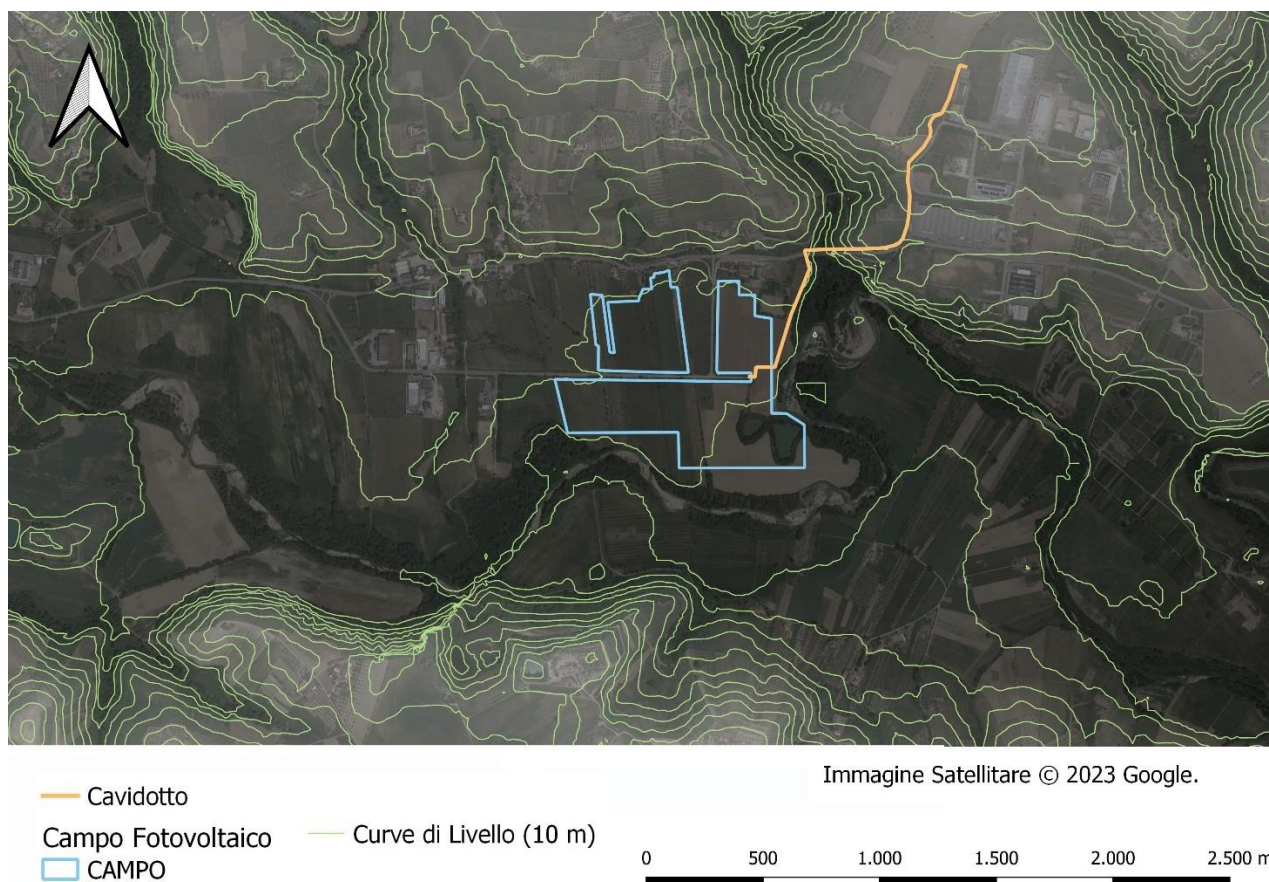 Immagine Satellitare © 2023 Google.
Cavidotto
Campo Fotovoltaico
Curve di Livello (10 m)
CAMPO
0 500 1.000 1.500 2.000 2.500 m